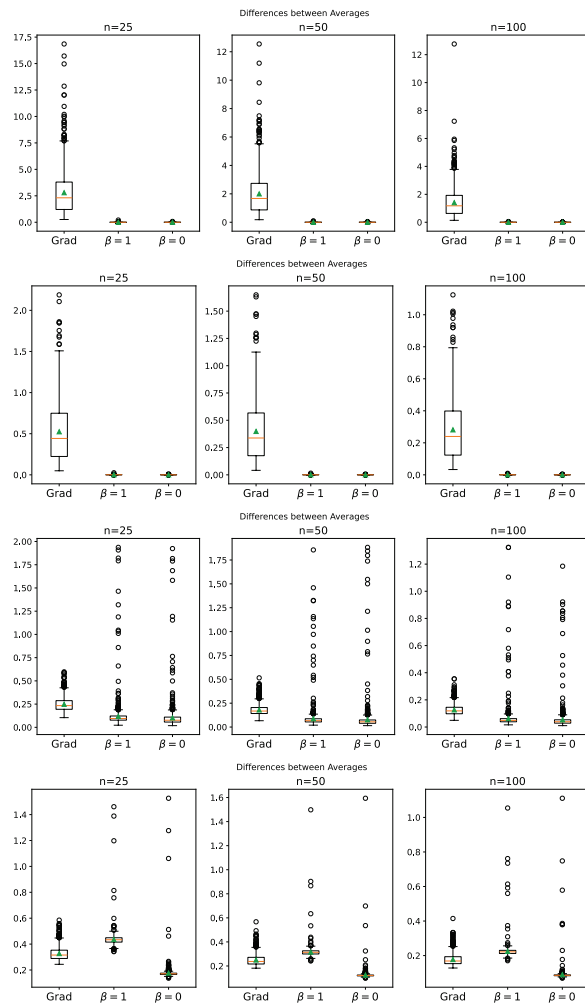 Differences between Averages
n=25 n=50 n=100
17.5 15.0 12.5 10.0 7.5 5.0 2.5 0.0
12 10 8 6 4 2 0
12 10 8 6 4 2 0
Grad β = 1 β = 0 Grad β = 1 β = 0 Grad β = 1 β = 0
Differences between Averages
n=25 n=50 n=100
2.0 1.5 1.0 0.5 0.0
1.50 1.25 1.00 0.75 0.50 0.25 0.00
1.0 0.8 0.6 0.4 0.2 0.0
Grad β = 1 β = 0 Grad β = 1 β = 0 Grad β = 1 β = 0
Differences between Averages
n=25 n=50 n=100
2.00 1.75 1.50 1.25 1.00 0.75 0.50 0.25 0.00
1.75 1.50 1.25 1.00 0.75 0.50 0.25 0.00
1.2 1.0 0.8 0.6 0.4 0.2 0.0
Grad β = 1 β = 0 Grad β = 1 β = 0 Grad β = 1 β = 0
Differences between Averages
n=25 n=50 n=100
1.4 1.2 1.0 0.8 0.6 0.4 0.2
1.6 1.4 1.2 1.0 0.8 0.6 0.4 0.2
1.0 0.8 0.6 0.4 0.2
Grad β = 1 β = 0 Grad β = 1 β = 0 Grad β = 1 β = 0